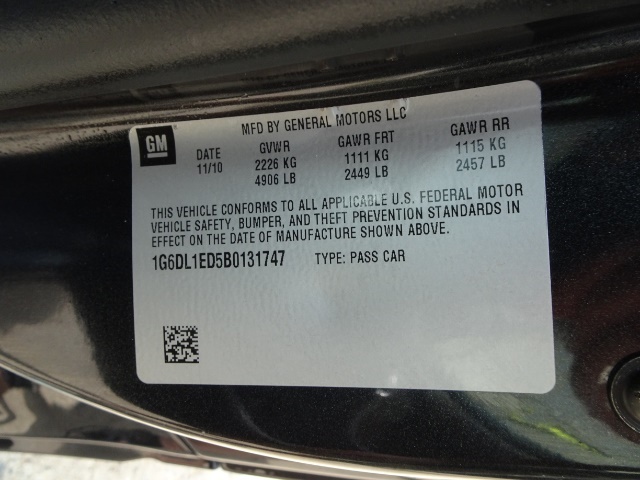 MFD BY GENERAL MOTORS LLC
GM
DATE GVWR GAWR FRT GAWR RR
11/10 2226 KG 1111 KG 1115 KG
4906 LB 2449 LB 2457 LB
THIS VEHICLE CONFORMS TO ALL APPLICABLE U.S. FEDERAL MOTOR
VEHICLE SAFETY, BUMPER, AND THEFT PREVENTION STANDARDS IN
EFFECT ON THE DATE OF MANUFACTURE SHOWN ABOVE.
1G6DL1ED5B0131747 TYPE: PASS CAR